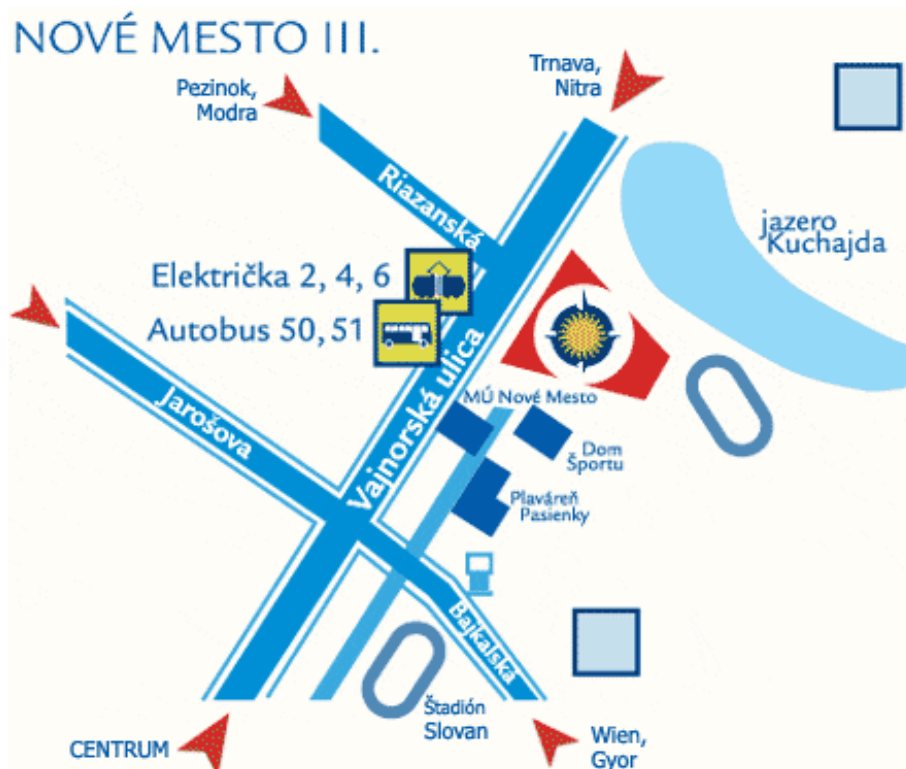 NOVÉ MESTO III.
Pezinok,
Modra
Trnava,
Nitra
Riazanská
jazero
Kuchajda
Električka 2, 4, 6
Autobus 50, 51
Jarošova
Vajnorská ulica
MÚ Nové Mesto
Dom
Športu
Plaváreň
Pasienky
Bajkalská
Štadión
Slovan
CENTRUM
Wien,
Gyor